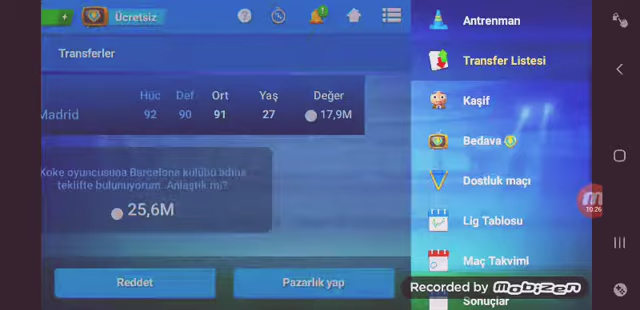 Ücretsiz
Transferler
Hüc Def Ort Yaş Değer
Madrid 92 90 91 27 17,9M
Koke oyuncusuna Barcelona kulübü adına
teklifte bulunuyorum. Anlaştık mı?
25,6M
Reddet Pazarlık yap
Antrenman
Transfer Listesi
Kaşif
Bedava
Dostluk maçı
Lig Tablosu
Maç Takvimi
Sonuçlar
10:26
Recorded by Mobizen